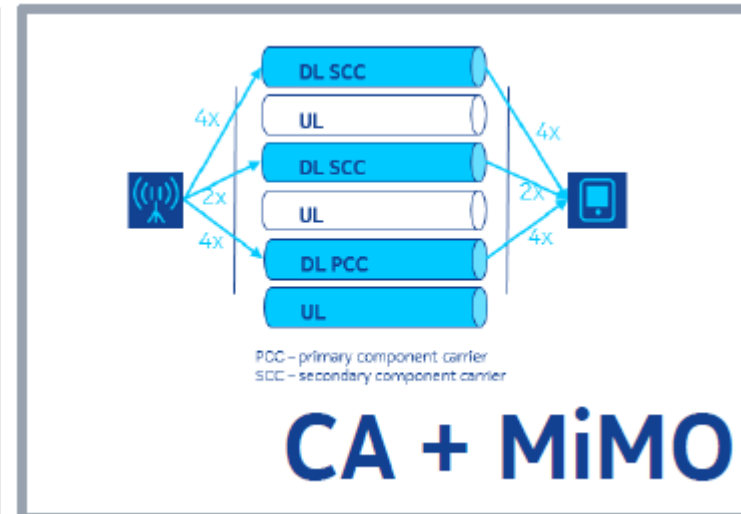 DL SCC
4x
4x
UL
DL SCC
2x
2x
UL
4x
4x
DL PCC
UL
PCC – primary component carrier
SCC – secondary component carrier
CA + MiMO